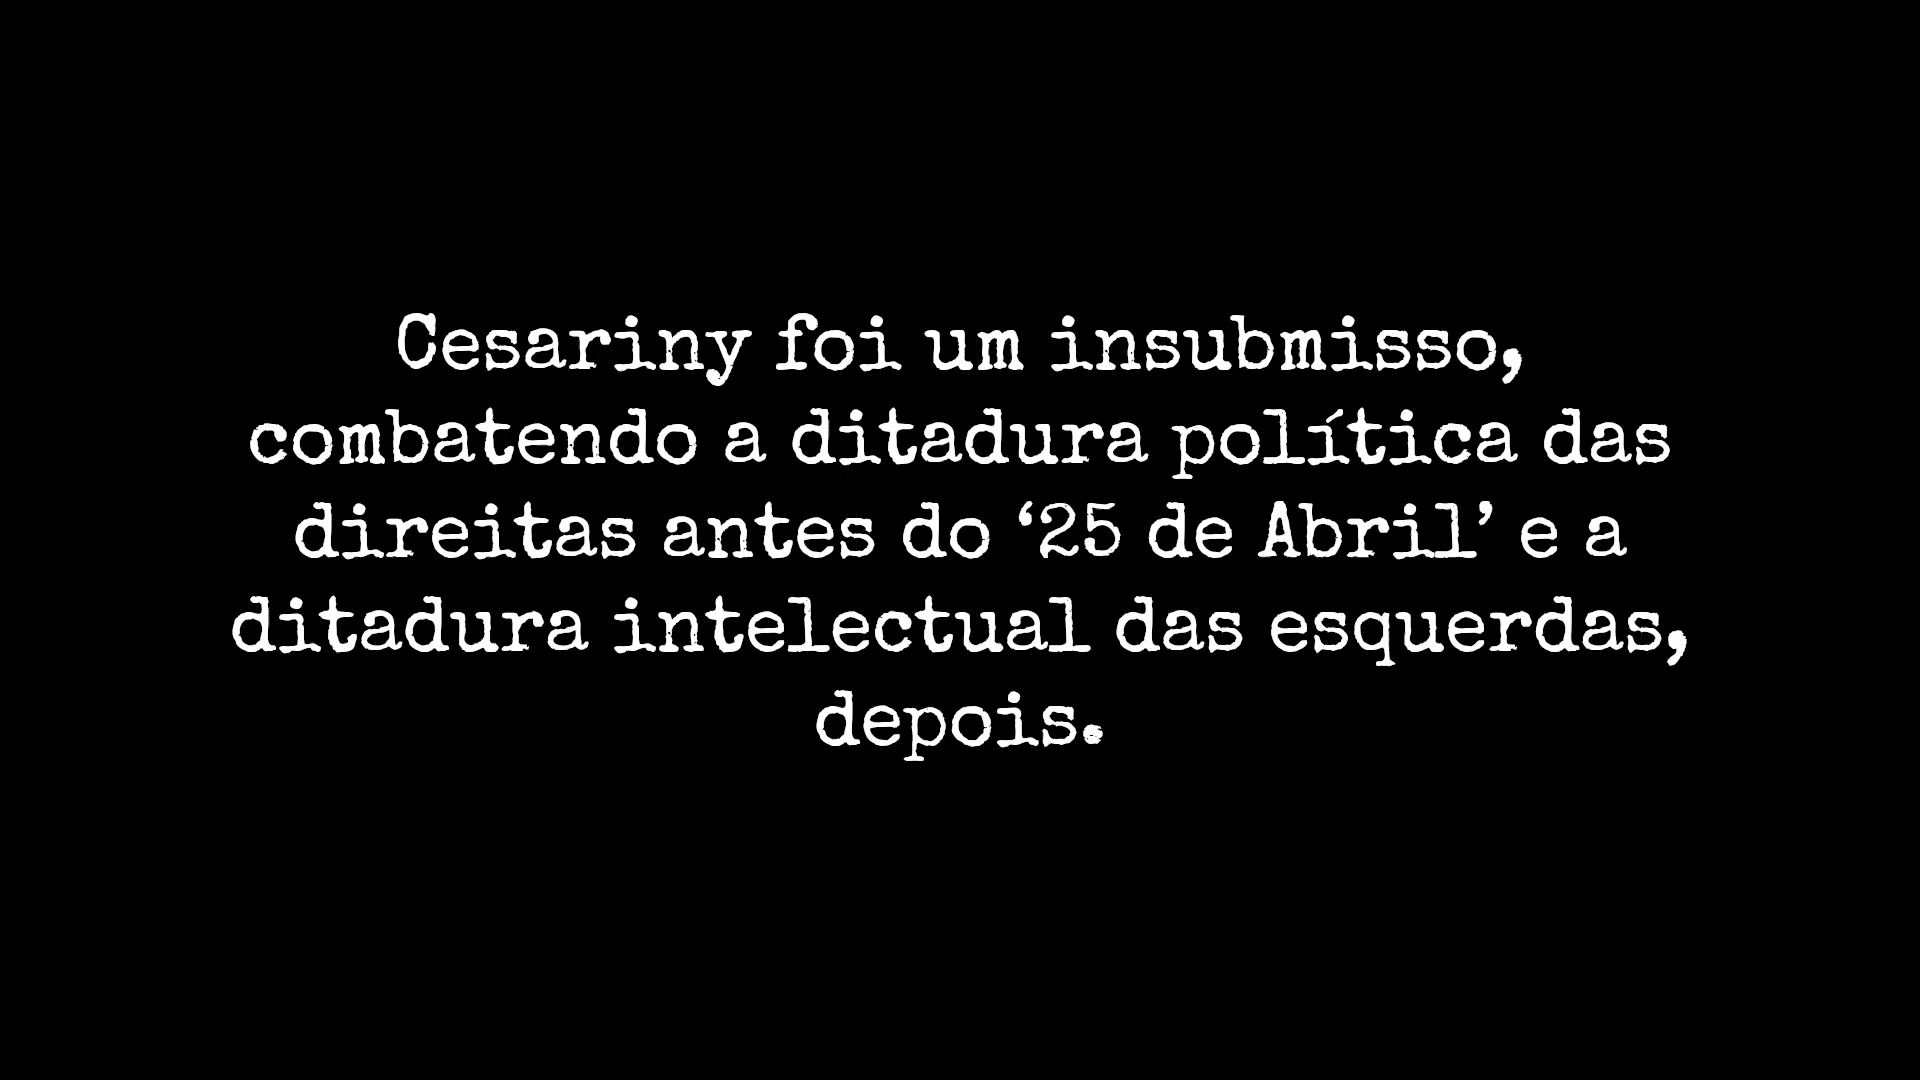 Cesariny foi um insubmisso,
combatendo a ditadura política das
direitas antes do ‘25 de Abril’ e a
ditadura intelectual das esquerdas,
depois.